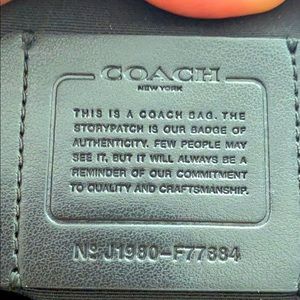 COACH
NEW YORK
THIS IS A COACH BAG. THE
STORYPATCH IS OUR BADGE OF
AUTHENTICITY. FEW PEOPLE MAY
SEE IT, BUT IT WILL ALWAYS BE A
REMINDER OF OUR COMMITMENT
TO QUALITY AND CRAFTSMANSHIP.
Nº J1960-F77884